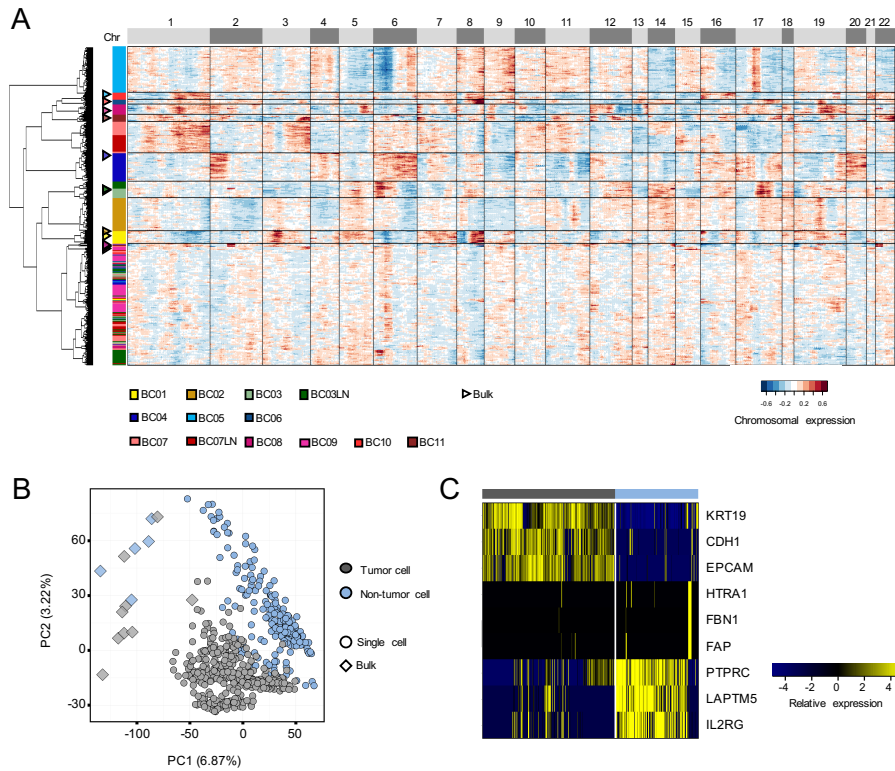 A
Chr
1 2 3 4 5 6 7 8 9 10 11 12 13 14 15 16 17 18 19 20 21 22
BC01 BC02 BC03 BC03LN Bulk
BC04 BC05 BC06
BC07 BC07LN BC08 BC09 BC10 BC11
-0.6 -0.2 0.2 0.6
Chromosomal expression
B
PC2 (3.22%)
60
30
0
-30
-100 -50 0 50
PC1 (6.87%)
Tumor cell
Non-tumor cell
Single cell
Bulk
C
KRT19
CDH1
EPCAM
HTRA1
FBN1
FAP
PTPRC
LAPTM5
IL2RG
-4 -2 0 2 4
Relative expression